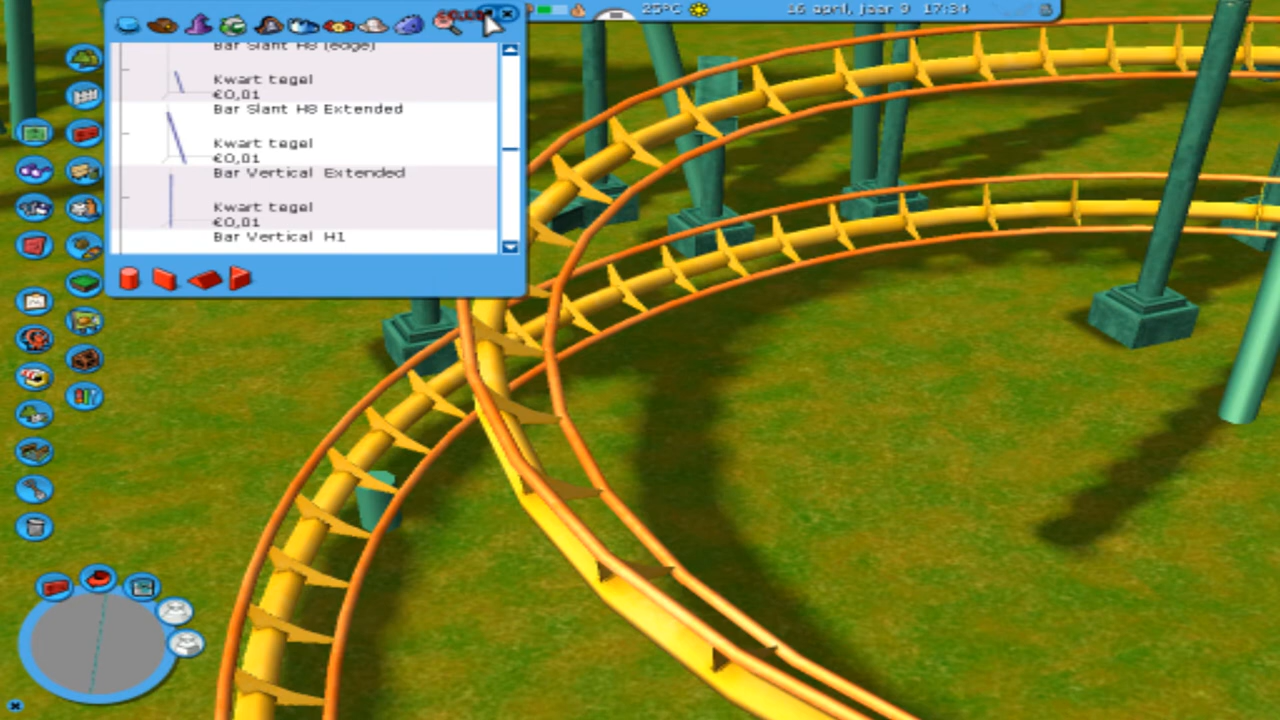 25°C
16 april, jaar 9 17:34
Bar Slant H8 (edge)
Kwart tegel
€0,01
Bar Slant H8 Extended
Kwart tegel
€0,01
Bar Vertical Extended
Kwart tegel
€0,01
Bar Vertical H1